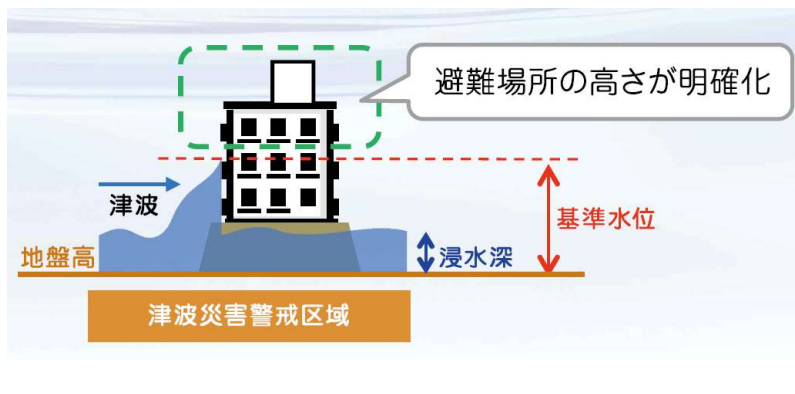 避難場所の高さが明確化
津波
基準水位
地盤高
浸水深
津波災害警戒区域